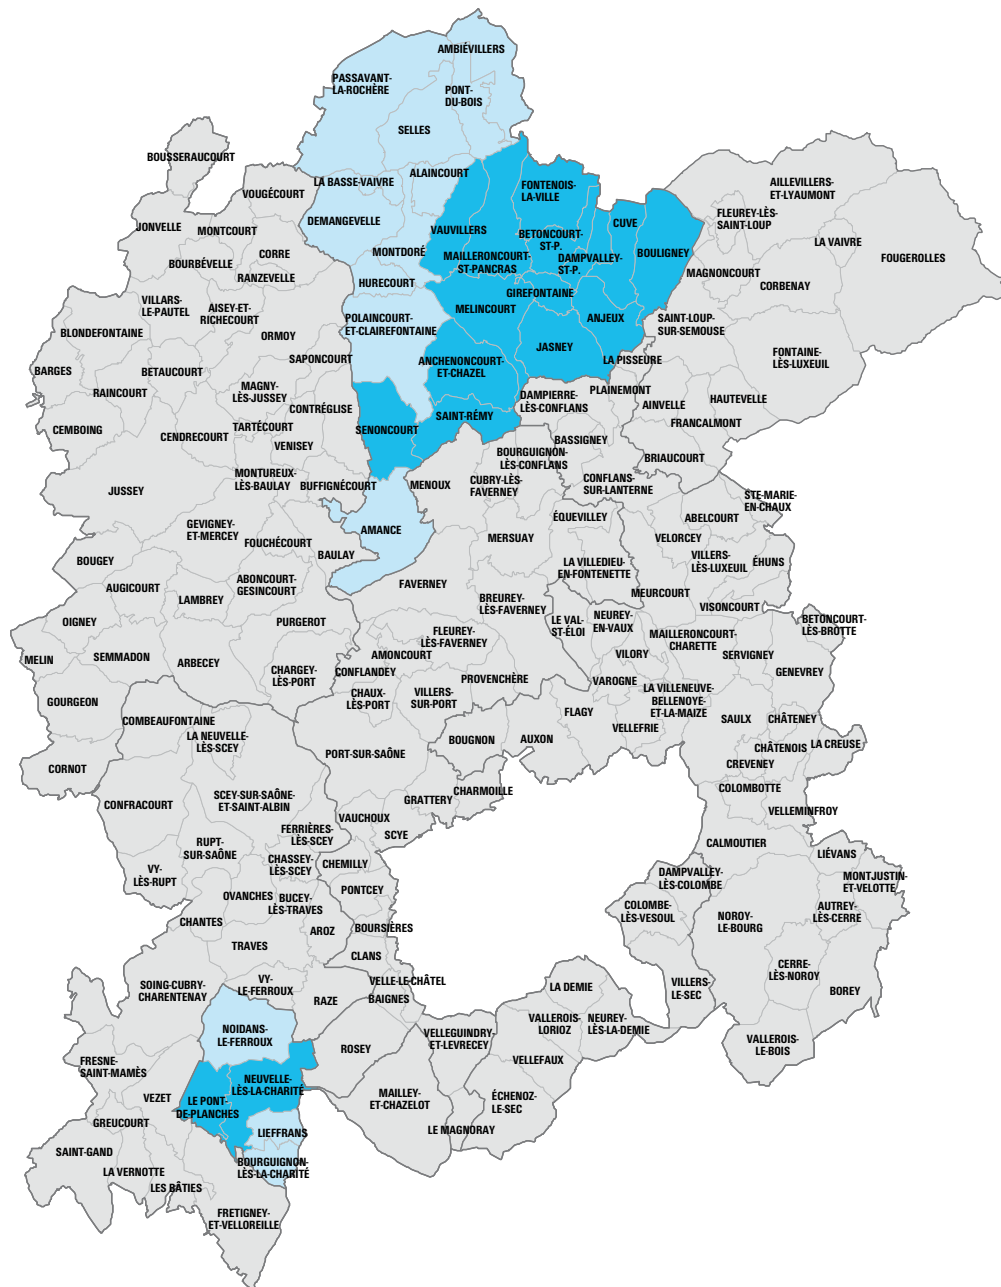 AMBIÉVILLERS
PASSAVANT-
LA-ROCHÈRE
PONT-
DU-BOIS
SELLES
BOUSSERAUCOURT
ALAINCOURT
LA BASSE-VAIVRE
VOUGÉCOURT
FONTENOIS-
LA-VILLE
AILLEVILLERS-
ET-LYAUMONT
DEMANGEVELLE
JONVELLE
MONTCOURT
VAUVILLERS
CUVE
FLEUREY-LÈS-
SAINT-LOUP
BETONCOURT-
ST-P.
LA VAIVRE
FOUGEROLLES
BOURBÉVELLE
CORRE
MONTDORÉ
MAILLERONCOURT-
ST-PANCRAS
DAMPVALLEY-
ST-P.
BOULIGNEY
RANZEVELLE
HURECOURT
MAGNONCOURT
CORBENAY
GIREFONTAINE
VILLARS-
LE-PAUTEL
AISEY-ET-
RICHECOURT
MELINCOURT
POLAINCOURT-
ET-CLAIREFONTAINE
ANJEUX
SAINT-LOUP-
SUR-SEMOUSE
BLONDEFONTAINE
ORMOY
JASNEY
FONTAINE-
LÈS-LUXEUIL
SAPONCOURT
ANCHENONCOURT-
ET-CHAZEL
LA PISSEURE
BARGES
BETAUCOURT
RAINCOURT
MAGNY-
LÈS-JUSSEY
PLAINEMONT
DAMPIERRE-
LÈS-CONFLANS
HAUTEVELLE
AINVELLE
CONTRÉGLISE
SAINT-RÉMY
CEMBOING
CENDRECOURT
TARTÉCOURT
SENONCOURT
FRANCALMONT
VENISEY
BASSIGNEY
BOURGUIGNON-
LÈS-CONFLANS
BRIAUCOURT
MONTUREUX-
LÈS-BAULAY
BUFFIGNÉCOURT
MENOUX
CUBRY-LÈS-
FAVERNEY
CONFLANS-
SUR-LANTERNE
JUSSEY
STE-MARIE-
EN-CHAUX
ABELCOURT
ÉQUEVILLEY
GEVIGNEY-
ET-MERCEY
AMANCE
MERSUAY
VELORCEY
FOUCHÉCOURT
BAULAY
BOUGEY
VILLERS-
LÈS-LUXEUIL
ÉHUNS
LA VILLEDIEU-
EN-FONTENETTE
ABONCOURT-
GESINCOURT
AUGICOURT
FAVERNEY
MEURCOURT
LAMBREY
BREUREY-
LÈS-FAVERNEY
VISONCOURT
OIGNEY
PURGEROT
LE VAL-
ST-ÉLOI
NEUREY-
EN-VAUX
BETONCOURT-
LÈS-BROTTE
FLEUREY-
LÈS-FAVERNEY
MAILLERONCOURT-
CHARETTE
MELIN
SEMMADON
ARBECEY
AMONCOURT
VILORY
SERVIGNEY
CHARGEY-
LÈS-PORT
CONFLANDEY
GENEVREY
PROVENCHÈRE
VAROGNE
GOURGEON
CHAUX-
LÈS-PORT
VILLERS-
SUR-PORT
LA VILLENEUVE-
BELLENOYE-
ET-LA-MAIZE
FLAGY
COMBEAUFONTAINE
SAULX
CHÂTENEY
VELLEFRIE
LA NEUVELLE-
LÈS-SCEY
BOUGNON
AUXON
CHÂTENOIS
LA CREUSE
PORT-SUR-SAÔNE
CORNOT
CREVENEY
COLOMBOTTE
SCEY-SUR-SAÔNE
ET-SAINT-ALBIN
CHARMOILLE
CONFRACOURT
GRATTERY
VELLEMINFROY
VAUCHOUX
SCYE
FERRIÈRES-
LÈS-SCEY
RUPT-
SUR-SAÔNE
CALMOUTIER
LIÉVANS
CHASSEY-
LÈS-SCEY
CHEMILLY
VY-
LÈS-RUPT
DAMPVALLEY-
LÈS-COLOMBE
MONTJUSTIN-
ET-VELOTTE
PONTCEY
OVANCHES
BUCEY-
LÈS-TRAVES
COLOMBE-
LÈS-VESOUL
AUTREY-
LÈS-CERRE
CHANTES
NOROY-
LE-BOURG
AROZ
BOURSIÈRES
TRAVES
CLANS
CERRE-
LÈS-NOROY
VELLE-LE-CHÂTEL
VY-
LE-FERROUX
SOING-CUBRY-
CHARENTENAY
VILLERS-
LE-SEC
BOREY
LA DEMIE
RAZE
BAIGNES
NOIDANS-
LE-FERROUX
VALLEROIS-
LORIOZ
NEUREY-
LÈS-LA-DEMIE
VELLEGUINDRY-
ET-LEVRECEY
ROSEY
VALLEROIS-
LE-BOIS
FRESNE-
SAINT-MAMÈS
VELLEFAUX
NEUVELLE-
LÈS-LA-CHARITÉ
VEZET
MAILLEY-
ET-CHAZELOT
ÉCHENOZ-
LE-SEC
LE PONT-
DE-PLANCHES
GREUCOURT
LE MAGNORAY
LIEFFRANS
SAINT-GAND
BOURGUIGNON-
LÈS-LA-CHARITÉ
LA VERNOTTE
LES BÂTIES
FRETIGNEY-
ET-VELLOREILLE